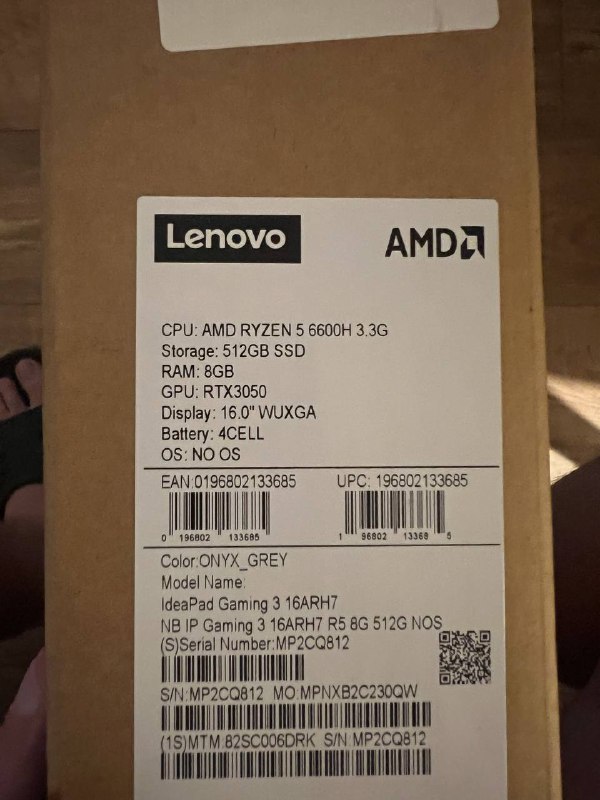 Lenovo AMD
CPU: AMD RYZEN 5 6600H 3.3G
Storage: 512GB SSD
RAM: 8GB
GPU: RTX3050
Display: 16.0" WUXGA
Battery: 4CELL
OS: NO OS
EAN:0196802133685 UPC: 196802133685
0 196802 133685 1 96802 13368 5
Color:ONYX_GREY
Model Name:
IdeaPad Gaming 3 16ARH7
NB IP Gaming 3 16ARH7 R5 8G 512G NOS
(S)Serial Number:MP2CQ812
S/N:MP2CQ812 MO:MPNXB2C230QW
(1S)MTM:82SC006DRK S/N:MP2CQ812